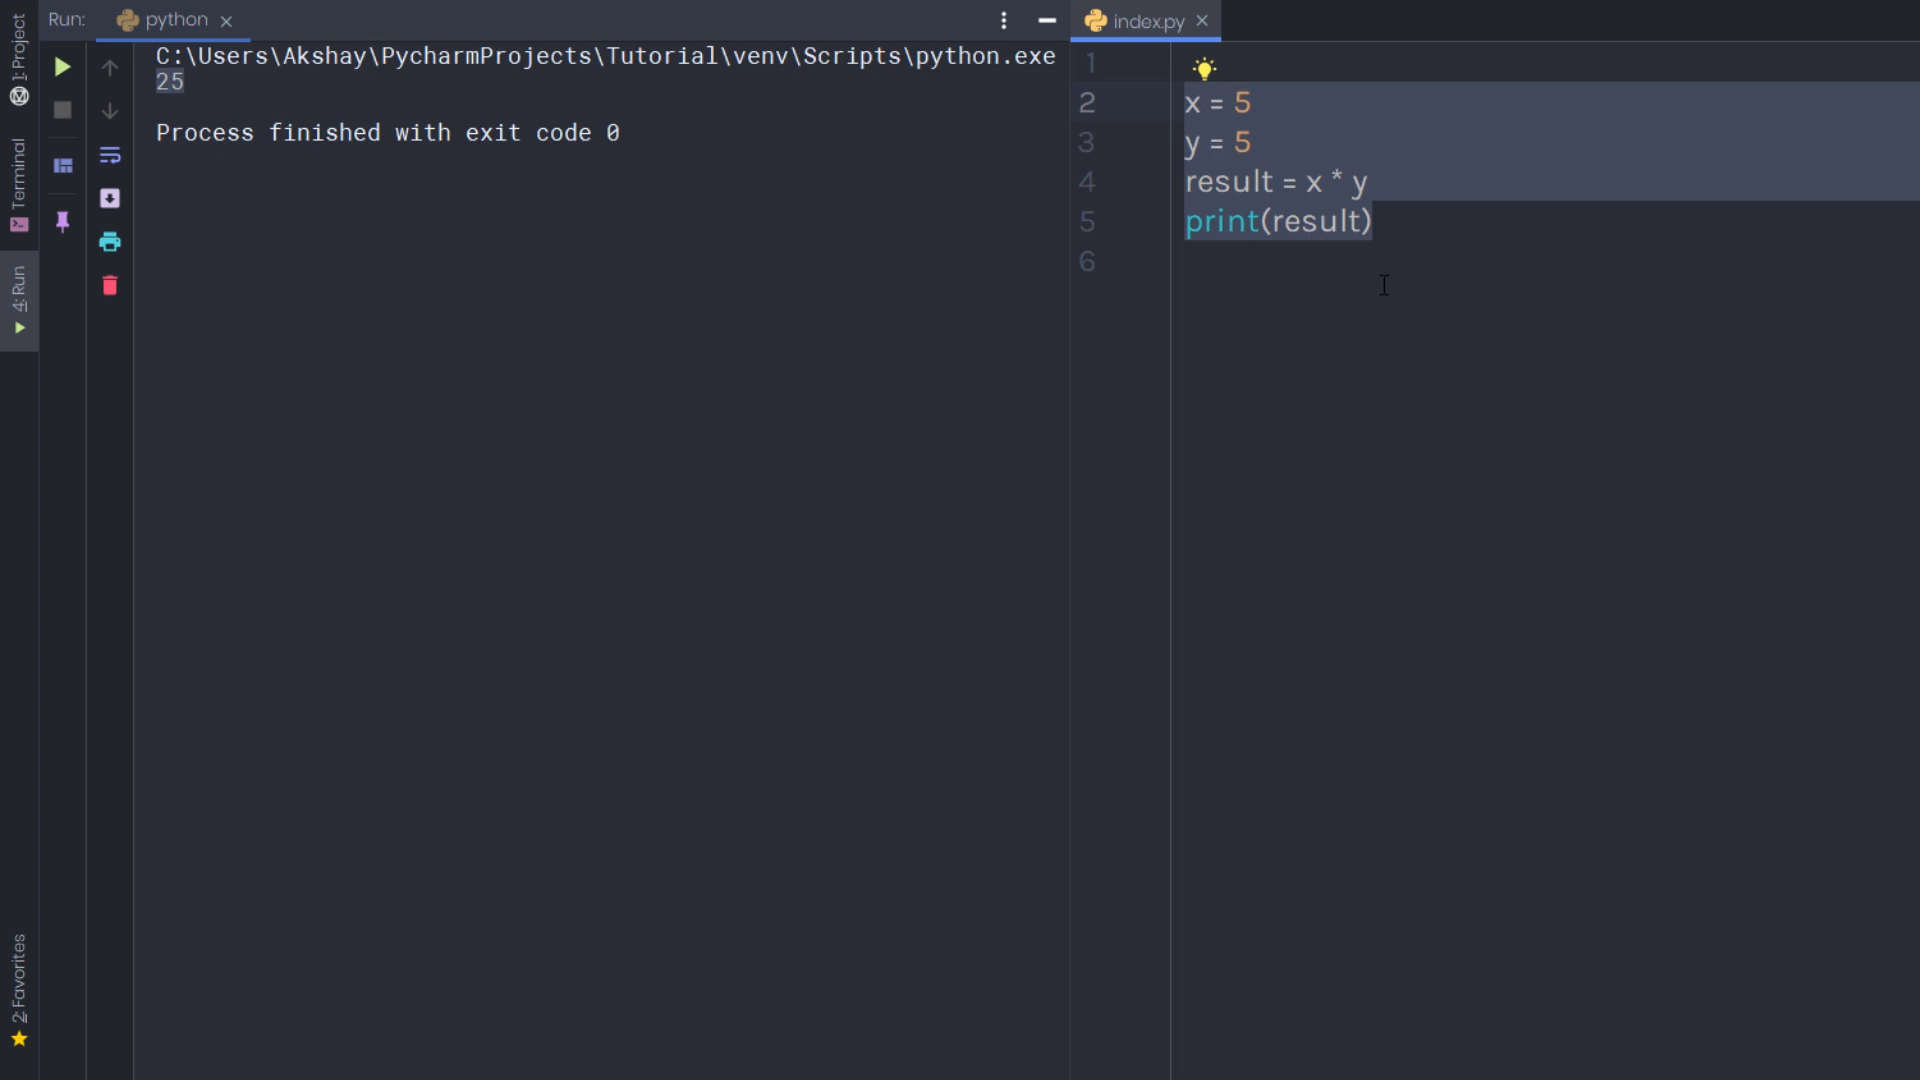 1: Project
Terminal
4: Run
2: Favorites
Run: python
C:\Users\Akshay\PycharmProjects\Tutorial\venv\Scripts\python.exe
25
Process finished with exit code 0
index.py
1
2 x = 5
3 y = 5
4 result = x * y
5 print(result)
6